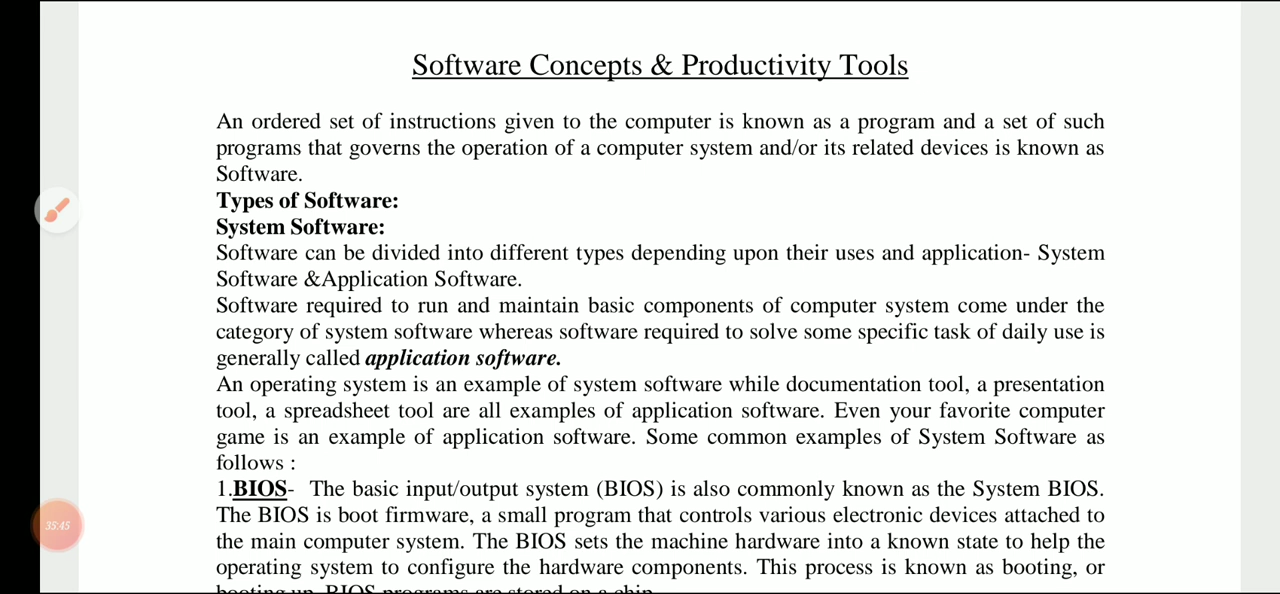 Software Concepts & Productivity Tools
An ordered set of instructions given to the computer is known as a program and a set of such
programs that governs the operation of a computer system and/or its related devices is known as
Software.
Types of Software:
System Software:
Software can be divided into different types depending upon their uses and application- System
Software &Application Software.
Software required to run and maintain basic components of computer system come under the
category of system software whereas software required to solve some specific task of daily use is
generally called application software.
An operating system is an example of system software while documentation tool, a presentation
tool, a spreadsheet tool are all examples of application software. Even your favorite computer
game is an example of application software. Some common examples of System Software as
follows :
1.BIOS- The basic input/output system (BIOS) is also commonly known as the System BIOS.
The BIOS is boot firmware, a small program that controls various electronic devices attached to
the main computer system. The BIOS sets the machine hardware into a known state to help the
operating system to configure the hardware components. This process is known as booting, or
booting up. BIOS programs are stored on a chip.
35:45